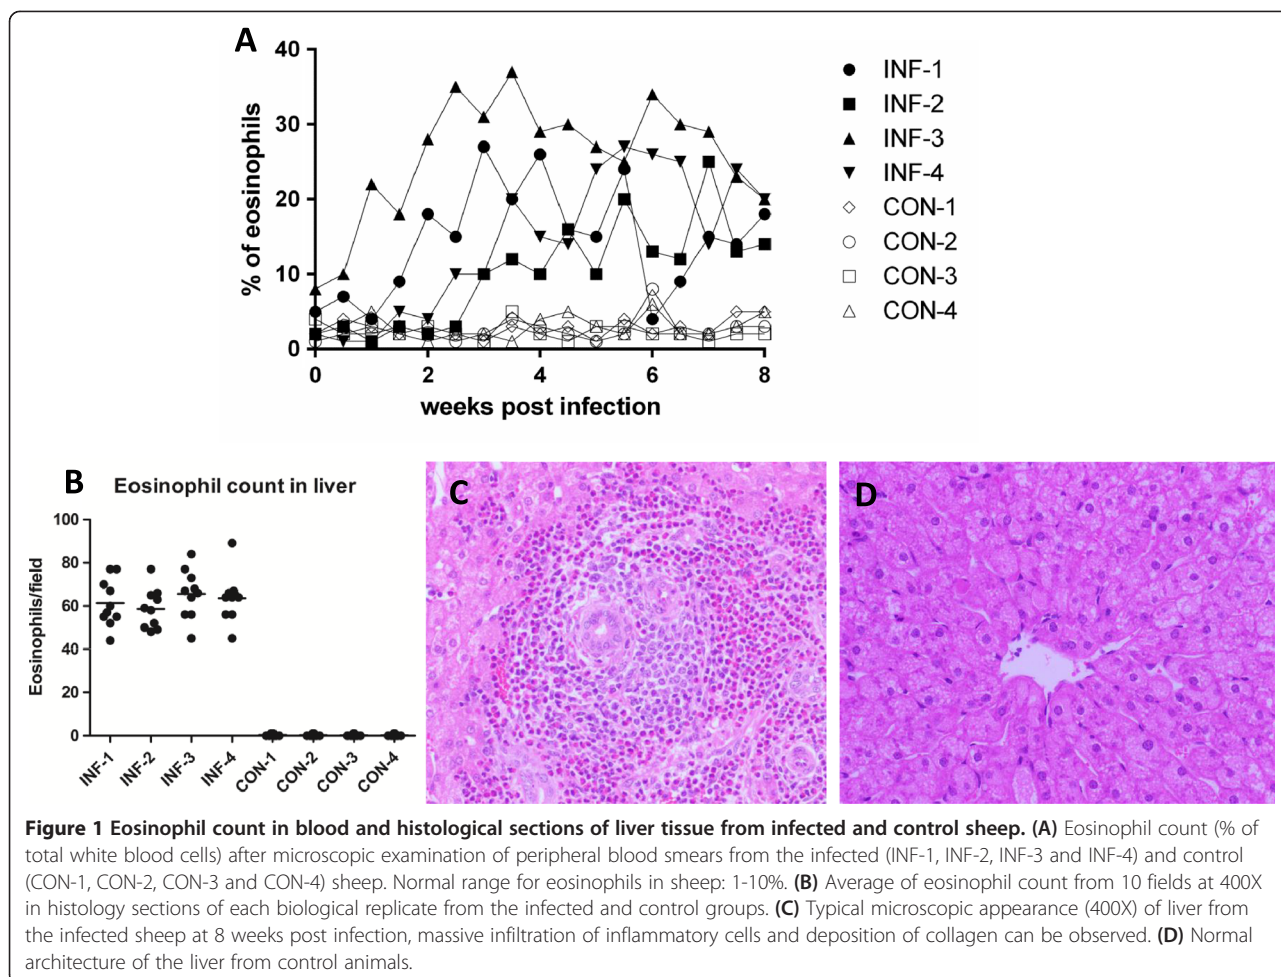 A
40
30
20
10
0
% of eosinophils
0 2 4 6 8
weeks post infection
INF-1
INF-2
INF-3
INF-4
CON-1
CON-2
CON-3
CON-4
B
Eosinophil count in liver
100
80
60
40
20
0
Eosinophils/field
INF-1
INF-2
INF-3
INF-4
CON-1
CON-2
CON-3
CON-4
C
D
Figure 1 Eosinophil count in blood and histological sections of liver tissue from infected and control sheep. (A) Eosinophil count (% of
total white blood cells) after microscopic examination of peripheral blood smears from the infected (INF-1, INF-2, INF-3 and INF-4) and control
(CON-1, CON-2, CON-3 and CON-4) sheep. Normal range for eosinophils in sheep: 1-10%. (B) Average of eosinophil count from 10 fields at 400X
in histology sections of each biological replicate from the infected and control groups. (C) Typical microscopic appearance (400X) of liver from
the infected sheep at 8 weeks post infection, massive infiltration of inflammatory cells and deposition of collagen can be observed. (D) Normal
architecture of the liver from control animals.